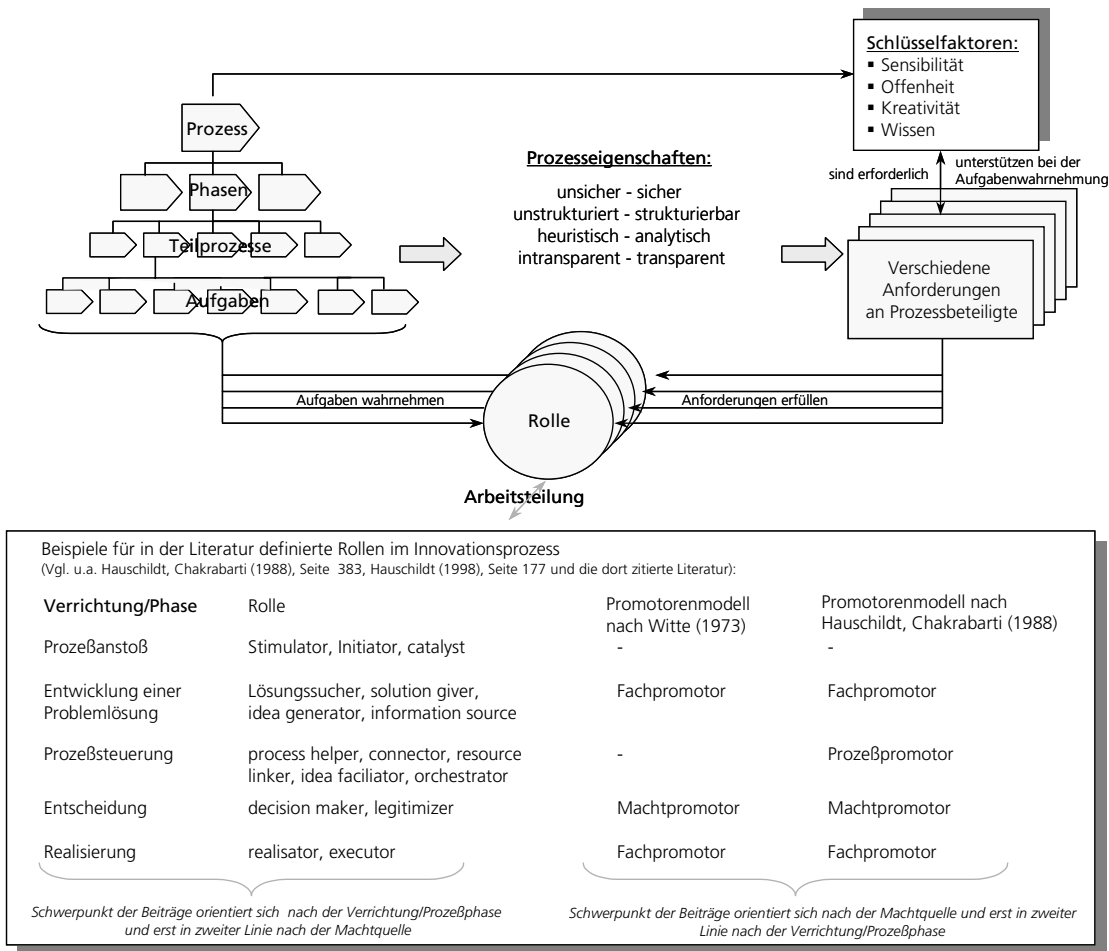 Schlüsselfaktoren:
▪ Sensibilität
▪ Offenheit
▪ Kreativität
▪ Wissen
Prozess
Phasen
Teilprozesse
Aufgaben
Prozesseigenschaften:
unsicher - sicher
unstrukturiert - strukturierbar
heuristisch - analytisch
intransparent - transparent
sind erforderlich
unterstützen bei der
Aufgabenwahrnehmung
Verschiedene
Anforderungen
an Prozessbeteiligte
Aufgaben wahrnehmen
Rolle
Anforderungen erfüllen
Arbeitsteilung
Beispiele für in der Literatur definierte Rollen im Innovationsprozess
(Vgl. u.a. Hauschildt, Chakrabarti (1988), Seite 383, Hauschildt (1998), Seite 177 und die dort zitierte Literatur):
Verrichtung/Phase
Rolle
Promotorenmodell
nach Witte (1973)
Promotorenmodell nach
Hauschildt, Chakrabarti (1988)
Prozeßanstoß
Stimulator, Initiator, catalyst
-
-
Entwicklung einer
Problemlösung
Lösungssucher, solution giver,
idea generator, information source
Fachpromotor
Fachpromotor
Prozeßsteuerung
process helper, connector, resource
linker, idea faciliator, orchestrator
-
Prozeßpromotor
Entscheidung
decision maker, legitimizer
Machtpromotor
Machtpromotor
Realisierung
realisator, executor
Fachpromotor
Fachpromotor
Schwerpunkt der Beiträge orientiert sich nach der Verrichtung/Prozeßphase
und erst in zweiter Linie nach der Machtquelle
Schwerpunkt der Beiträge orientiert sich nach der Machtquelle und erst in zweiter
Linie nach der Verrichtung/Prozeßphase